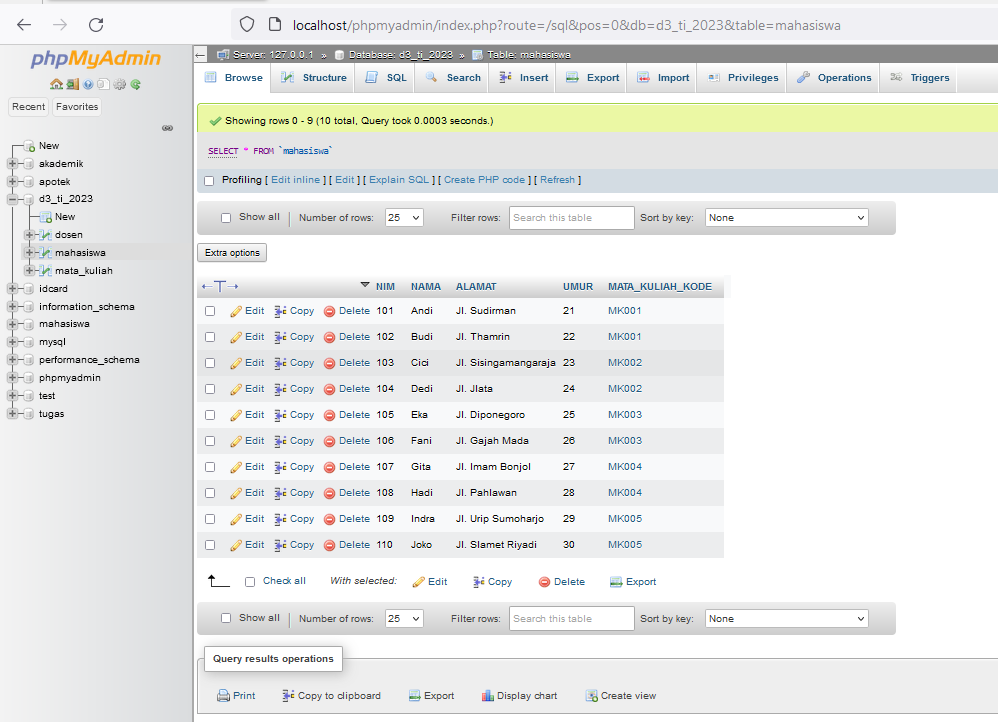 localhost/phpmyadmin/index.php?route=/sql&pos=0&db=d3_ti_2023&table=mahasiswa
phpMyAdmin
Recent Favorites
New
akademik
apotek
d3_ti_2023
New
dosen
mahasiswa
mata_kuliah
idcard
information_schema
mahasiswa
mysql
performance_schema
phpmyadmin
test
tugas
Server: 127.0.0.1 » Database: d3_ti_2023 » Table: mahasiswa
Browse Structure SQL Search Insert Export Import Privileges Operations Triggers
Showing rows 0 - 9 (10 total, Query took 0.0003 seconds.)
SELECT * FROM `mahasiswa`
Profiling [ Edit inline ] [ Edit ] [ Explain SQL ] [ Create PHP code ] [ Refresh ]
Show all Number of rows: 25 Filter rows: Search this table Sort by key: None
Extra options
←T→ NIM NAMA ALAMAT UMUR MATA_KULIAH_KODE
Edit Copy Delete 101 Andi Jl. Sudirman 21 MK001
Edit Copy Delete 102 Budi Jl. Thamrin 22 MK001
Edit Copy Delete 103 Cici Jl. Sisingamangaraja 23 MK002
Edit Copy Delete 104 Dedi Jl. Jlata 24 MK002
Edit Copy Delete 105 Eka Jl. Diponegoro 25 MK003
Edit Copy Delete 106 Fani Jl. Gajah Mada 26 MK003
Edit Copy Delete 107 Gita Jl. Imam Bonjol 27 MK004
Edit Copy Delete 108 Hadi Jl. Pahlawan 28 MK004
Edit Copy Delete 109 Indra Jl. Urip Sumoharjo 29 MK005
Edit Copy Delete 110 Joko Jl. Slamet Riyadi 30 MK005
Check all With selected: Edit Copy Delete Export
Show all Number of rows: 25 Filter rows: Search this table Sort by key: None
Query results operations
Print Copy to clipboard Export Display chart Create view